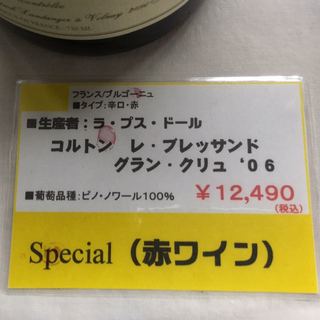 フランス/ブルゴーニュ
■タイプ:辛口・赤
■生産者:ラ・プス・ドール
コルトン レ・ブレッサンド
グラン・クリュ '06
■葡萄品種:ピノ・ノワール100%
¥12,490
(税込)
Special (赤ワイン)